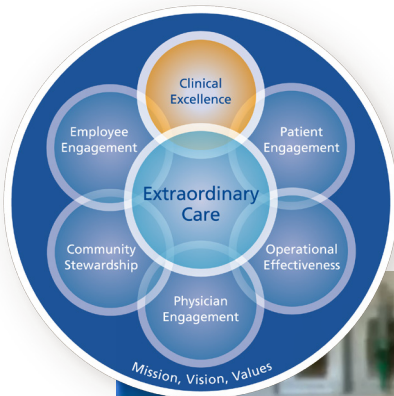 Clinical
Excellence
Employee
Engagement
Patient
Engagement
Extraordinary
Care
Community
Stewardship
Operational
Effectiveness
Physician
Engagement
Mission, Vision, Values